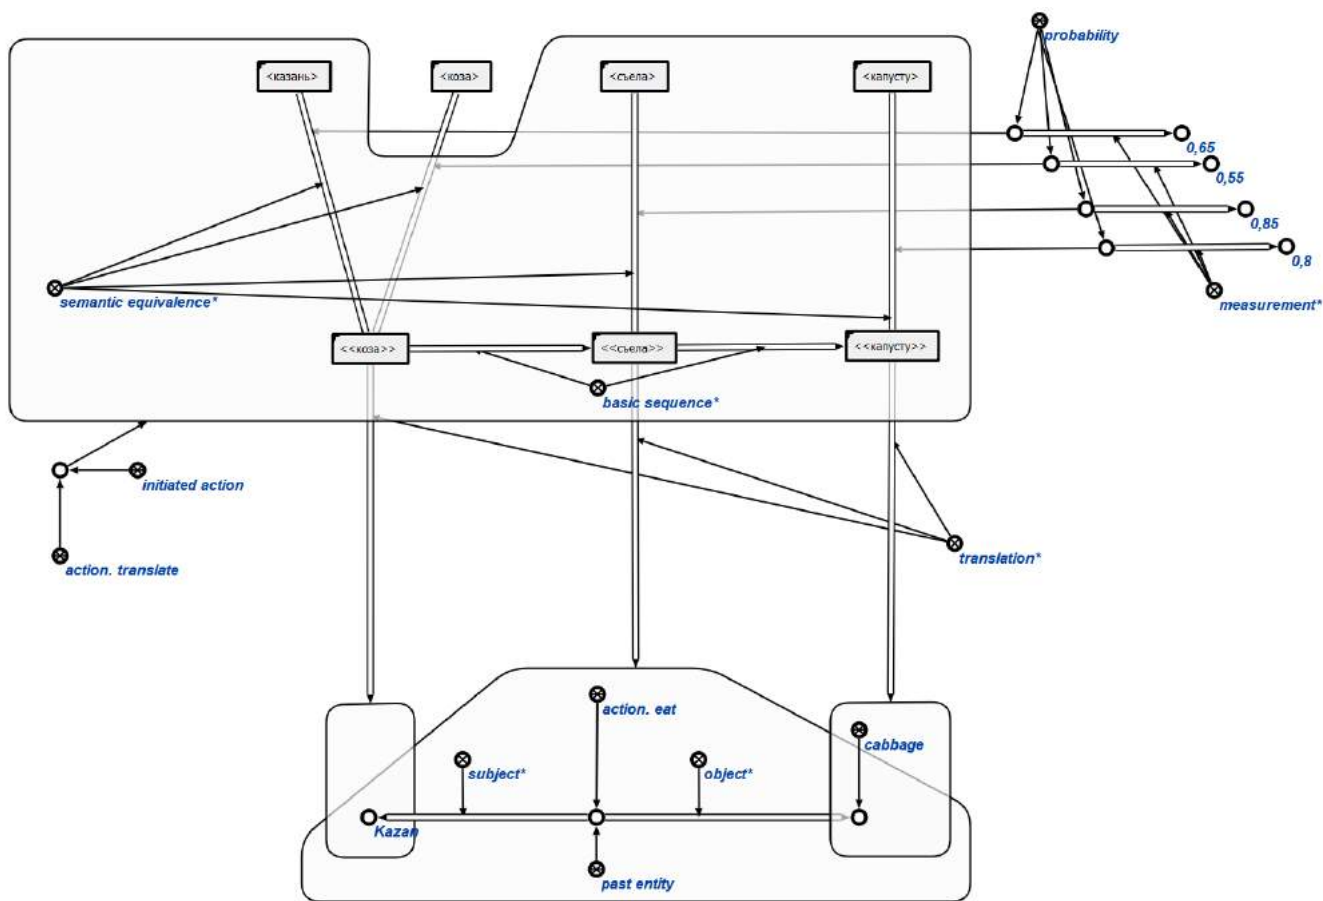 probability
<казань>
<коза>
<съела>
<капусту>
0,65
0,55
0,85
0,8
semantic equivalence*
measurement*
<<коза>>
<<съела>>
<<капусту>>
basic sequence*
initiated action
action. translate
translation*
action. eat
cabbage
subject*
object*
Kazan
past entity